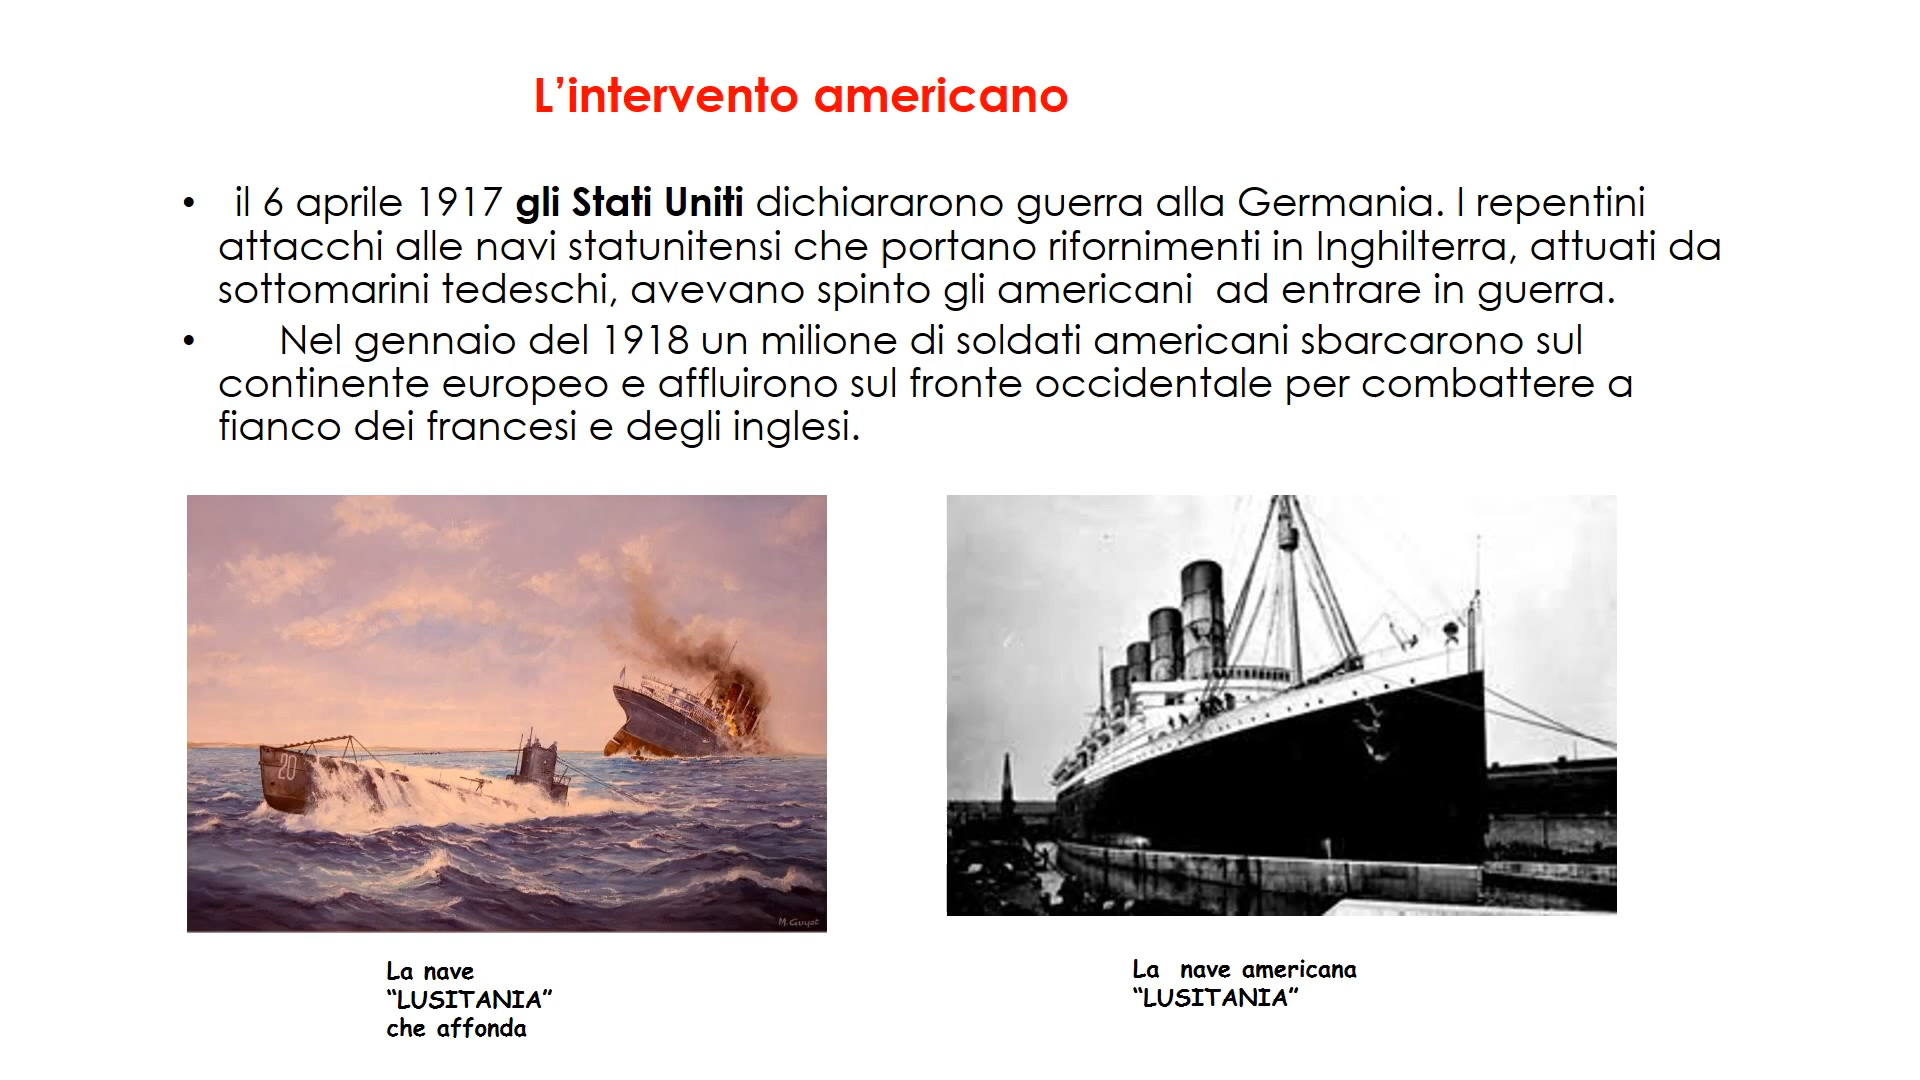 L’intervento americano
• il 6 aprile 1917 gli Stati Uniti dichiararono guerra alla Germania. I repentini
attacchi alle navi statunitensi che portano rifornimenti in Inghilterra, attuati da
sottomarini tedeschi, avevano spinto gli americani ad entrare in guerra.
• Nel gennaio del 1918 un milione di soldati americani sbarcarono sul
continente europeo e affluirono sul fronte occidentale per combattere a
fianco dei francesi e degli inglesi.
20
M. Guyot
La nave
“LUSITANIA”
che affonda
La nave americana
“LUSITANIA”